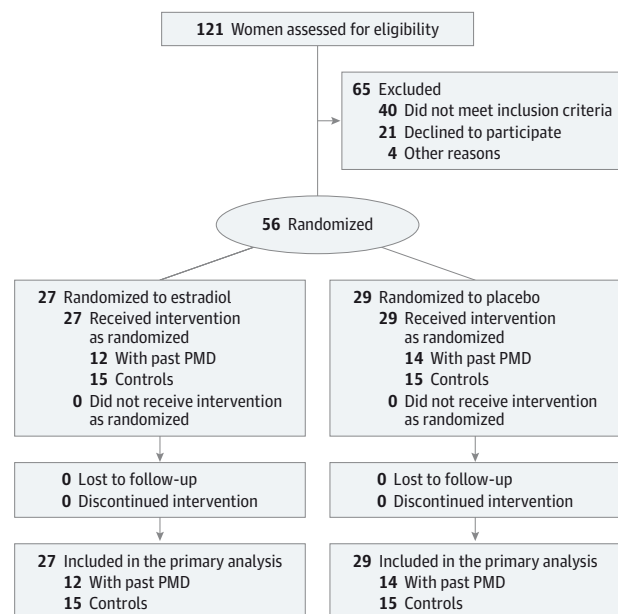 121 Women assessed for eligibility
65 Excluded
40 Did not meet inclusion criteria
21 Declined to participate
4 Other reasons
56 Randomized
27 Randomized to estradiol
27 Received intervention
as randomized
12 With past PMD
15 Controls
0 Did not receive intervention
as randomized
29 Randomized to placebo
29 Received intervention
as randomized
14 With past PMD
15 Controls
0 Did not receive intervention
as randomized
0 Lost to follow-up
0 Discontinued intervention
0 Lost to follow-up
0 Discontinued intervention
27 Included in the primary analysis
12 With past PMD
15 Controls
29 Included in the primary analysis
14 With past PMD
15 Controls